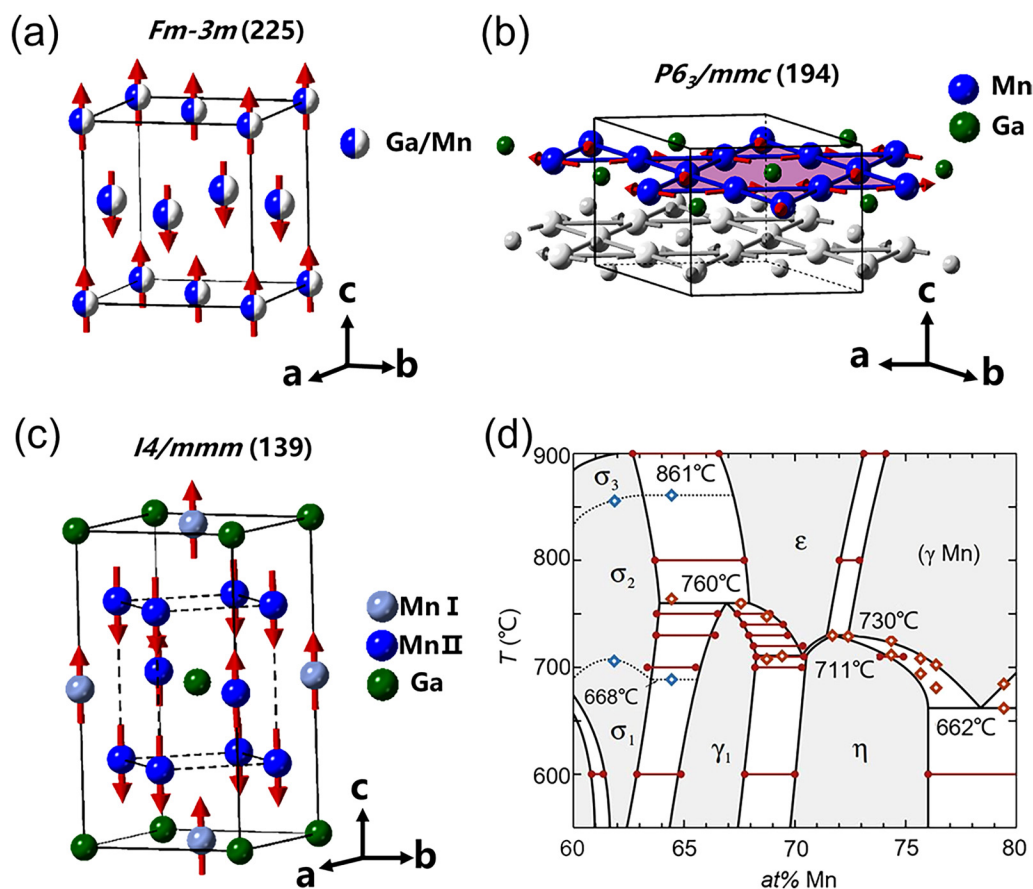 (a)
Fm-3m (225)
Ga/Mn
c
a
b
(b)
P6₃/mmc (194)
Mn
Ga
c
a
b
(c)
I4/mmm (139)
Mn I
Mn II
Ga
c
a
b
(d)
900
800
700
600
T (°C)
σ₃
861℃
ε
(γ Mn)
σ₂
760℃
730℃
711℃
668℃
662℃
σ₁
γ₁
η
60
65
70
75
80
at% Mn